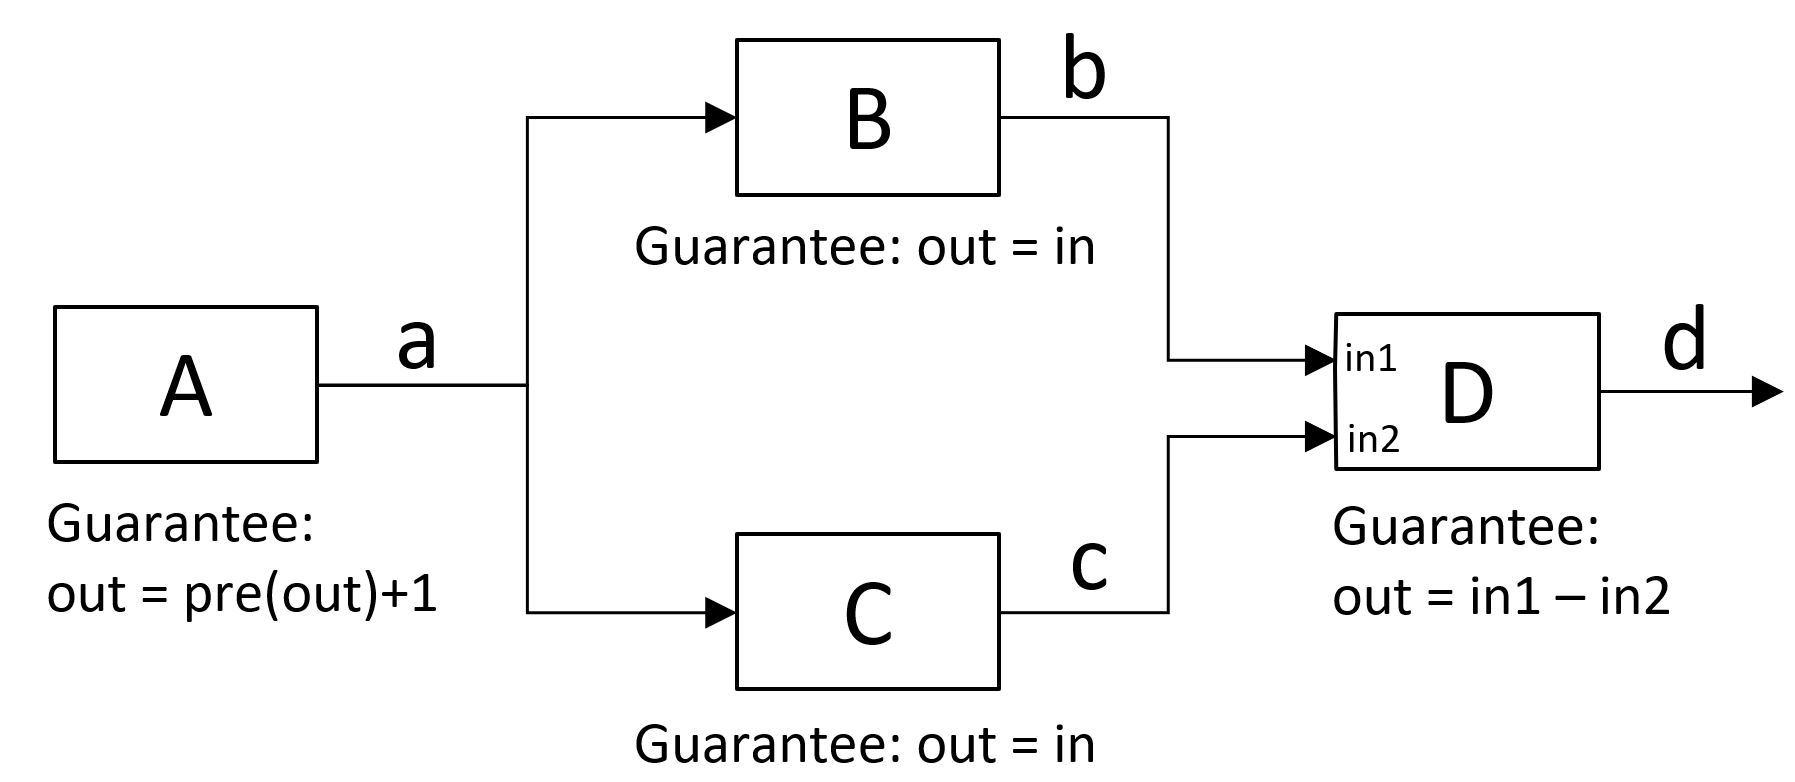 A
Guarantee:
out = pre(out)+1
a
B
Guarantee: out = in
b
C
Guarantee: out = in
c
in1
in2
D
Guarantee:
out = in1 – in2
d